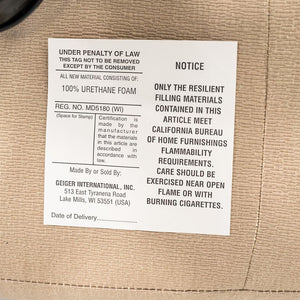 UNDER PENALTY OF LAW
THIS TAG NOT TO BE REMOVED
EXCEPT BY THE CONSUMER
ALL NEW MATERIAL CONSISTING OF:
100% URETHANE FOAM
REG. NO. MD5180 (WI)
(Space for Stamp)
Certification is
made by the
manufacturer
that the materials
in this article are
described in
accordance with
law.
Made By or Sold By:
GEIGER INTERNATIONAL, INC.
513 East Tyranena Road
Lake Mills, WI 53551 (USA)
Date of Delivery
NOTICE
ONLY THE RESILIENT
FILLING MATERIALS
CONTAINED IN THIS
ARTICLE MEET
CALIFORNIA BUREAU
OF HOME FURNISHINGS
FLAMMABILITY
REQUIREMENTS.
CARE SHOULD BE
EXERCISED NEAR OPEN
FLAME OR WITH
BURNING CIGARETTES.